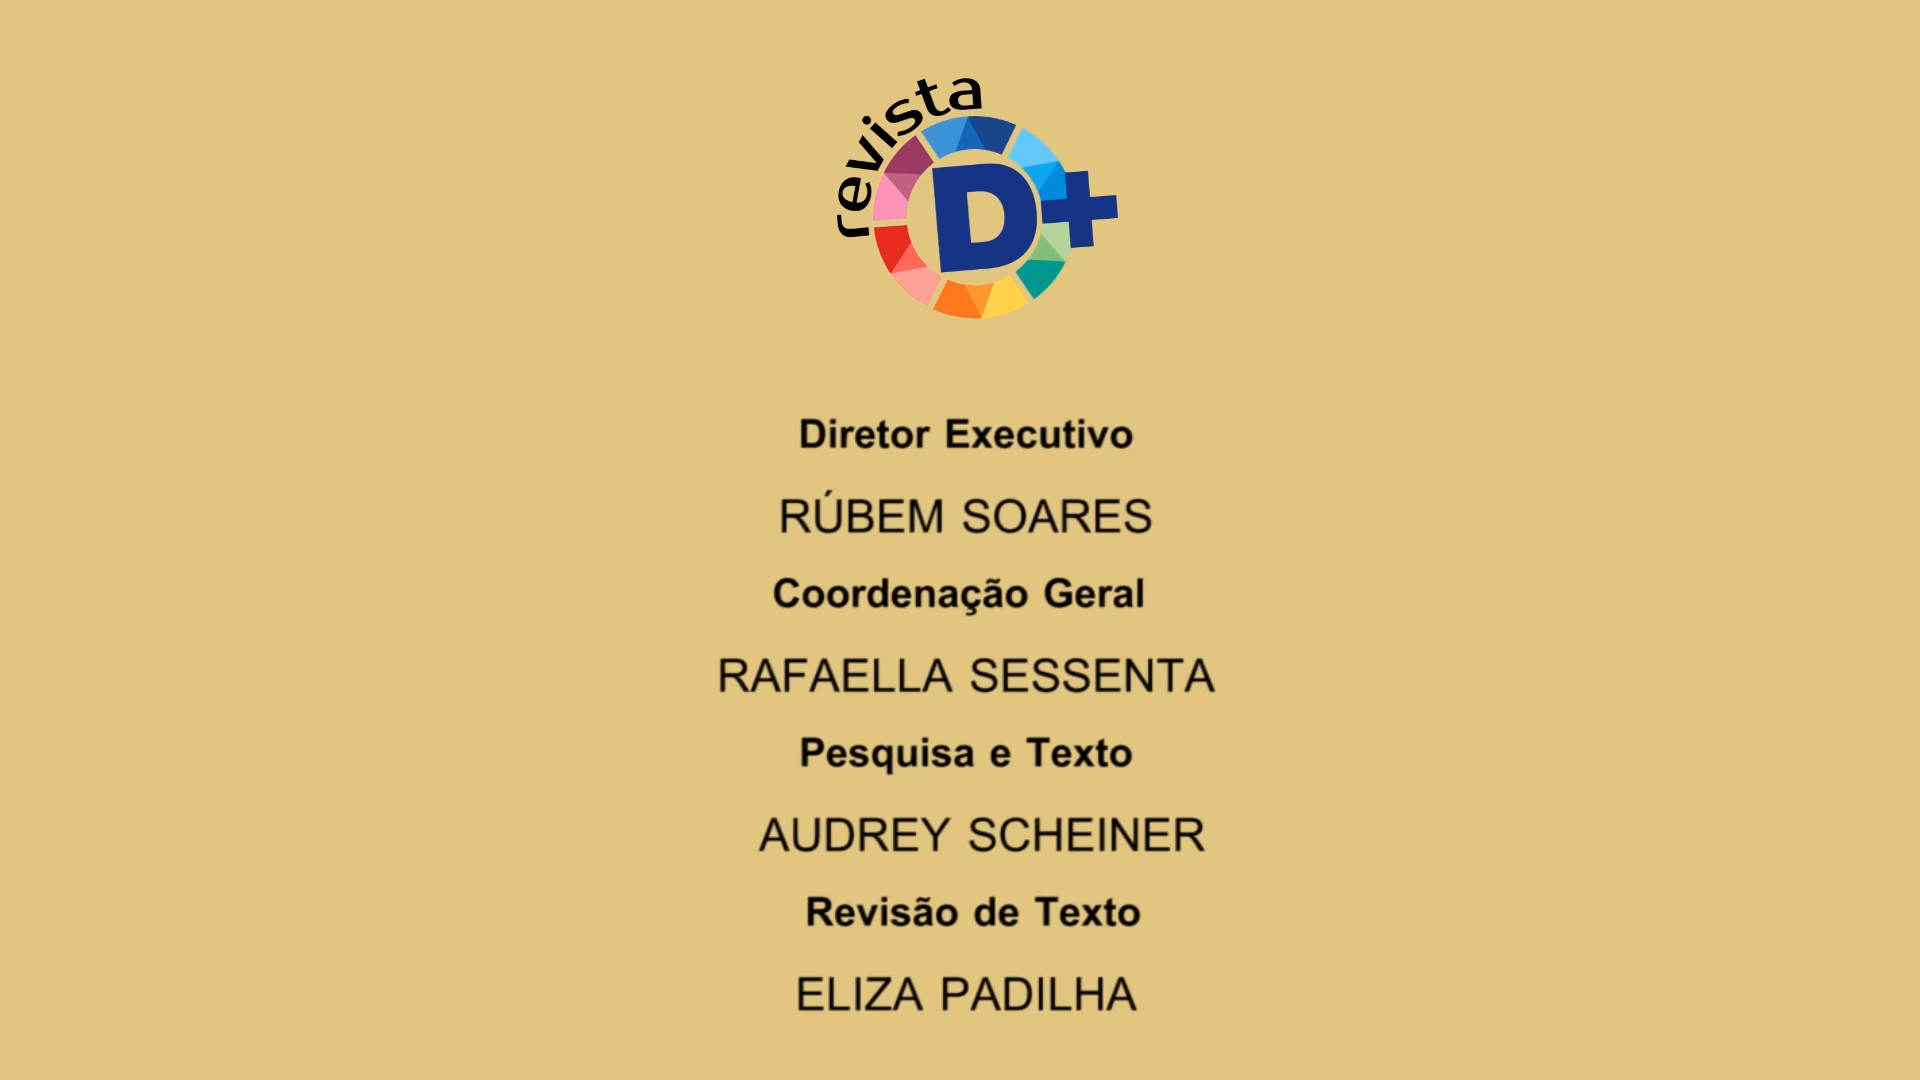 revista
D+
Diretor Executivo
RÚBEM SOARES
Coordenação Geral
RAFAELLA SESSENTA
Pesquisa e Texto
AUDREY SCHEINER
Revisão de Texto
ELIZA PADILHA